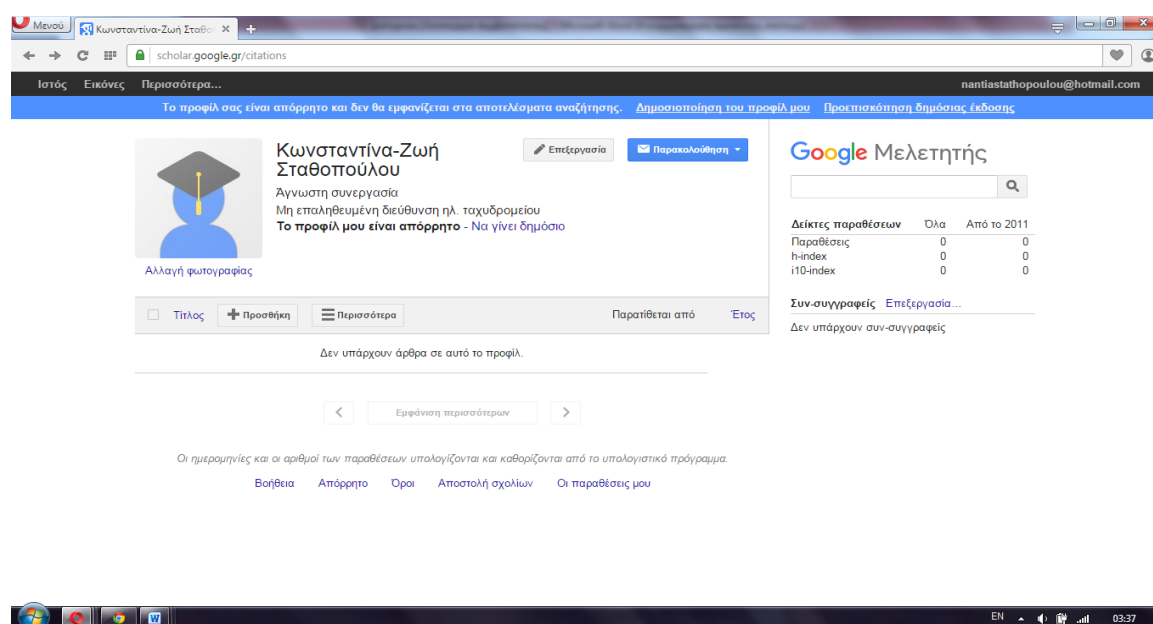 Μενού
Κωνσταντίνα-Ζωή Σταθο
scholar.google.gr/citations
Ιστός Εικόνες Περισσότερα... nantiastathopoulou@hotmail.com
Το προφίλ σας είναι απόρρητο και δεν θα εμφανίζεται στα αποτελέσματα αναζήτησης. Δημοσιοποίηση του προφίλ μου Προεπισκόπηση δημόσιας έκδοσης
Κωνσταντίνα-Ζωή
Σταθοπούλου
Επεξεργασία
Παρακολούθηση
Άγνωστη συνεργασία
Μη επαληθευμένη διεύθυνση ηλ. ταχυδρομείου
Το προφίλ μου είναι απόρρητο - Να γίνει δημόσιο
Αλλαγή φωτογραφίας
Τίτλος Προσθήκη Περισσότερα Παρατίθεται από Έτος
Δεν υπάρχουν άρθρα σε αυτό το προφίλ.
Εμφάνιση περισσοτέρων
Οι ημερομηνίες και οι αριθμοί των παραθέσεων υπολογίζονται και καθορίζονται από το υπολογιστικό πρόγραμμα.
Βοήθεια Απόρρητο Όροι Αποστολή σχολίων Οι παραθέσεις μου
Google Μελετητής
Δείκτες παραθέσεων Όλα Από το 2011
Παραθέσεις 0 0
h-index 0 0
i10-index 0 0
Συν-συγγραφείς Επεξεργασία...
Δεν υπάρχουν συν-συγγραφείς
EN 03:37